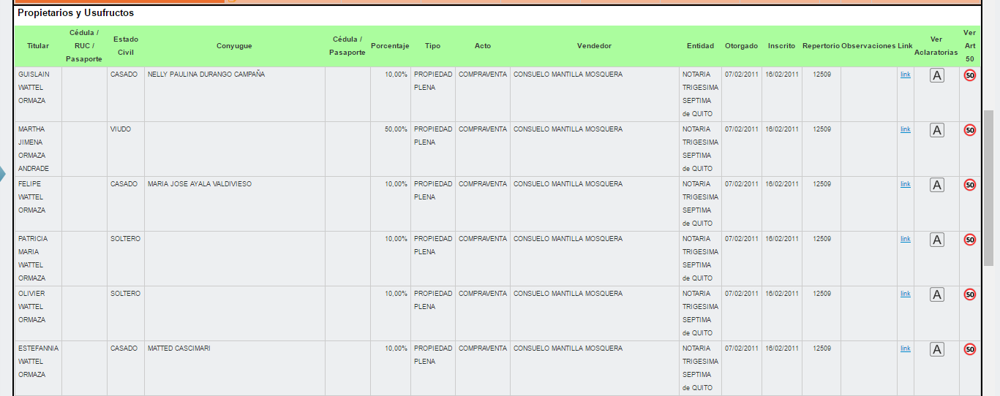 Propietarios y Usufructos
Titular Cédula / RUC / Pasaporte Estado Civil Conyugue Cédula / Pasaporte Porcentaje Tipo Acto Vendedor Entidad Otorgado Inscrito Repertorio Observaciones Link Ver Aclaratorias Ver Art 50
GUISLAIN WATTEL ORMAZA CASADO NELLY PAULINA DURANGO CAMPAÑA 10,00% PROPIEDAD PLENA COMPRAVENTA CONSUELO MANTILLA MOSQUERA NOTARIA TRIGESIMA SEPTIMA de QUITO 07/02/2011 16/02/2011 12509 link A 50
MARTHA JIMENA ORMAZA ANDRADE VIUDO 50,00% PROPIEDAD PLENA COMPRAVENTA CONSUELO MANTILLA MOSQUERA NOTARIA TRIGESIMA SEPTIMA de QUITO 07/02/2011 16/02/2011 12509 link A 50
FELIPE WATTEL ORMAZA CASADO MARIA JOSE AYALA VALDIVIESO 10,00% PROPIEDAD PLENA COMPRAVENTA CONSUELO MANTILLA MOSQUERA NOTARIA TRIGESIMA SEPTIMA de QUITO 07/02/2011 16/02/2011 12509 link A 50
PATRICIA MARIA WATTEL ORMAZA SOLTERO 10,00% PROPIEDAD PLENA COMPRAVENTA CONSUELO MANTILLA MOSQUERA NOTARIA TRIGESIMA SEPTIMA de QUITO 07/02/2011 16/02/2011 12509 link A 50
OLIVIER WATTEL ORMAZA SOLTERO 10,00% PROPIEDAD PLENA COMPRAVENTA CONSUELO MANTILLA MOSQUERA NOTARIA TRIGESIMA SEPTIMA de QUITO 07/02/2011 16/02/2011 12509 link A 50
ESTEFANNIA WATTEL ORMAZA CASADO MATTED CASCIMARI 10,00% PROPIEDAD PLENA COMPRAVENTA CONSUELO MANTILLA MOSQUERA NOTARIA TRIGESIMA SEPTIMA de QUITO 07/02/2011 16/02/2011 12509 link A 50